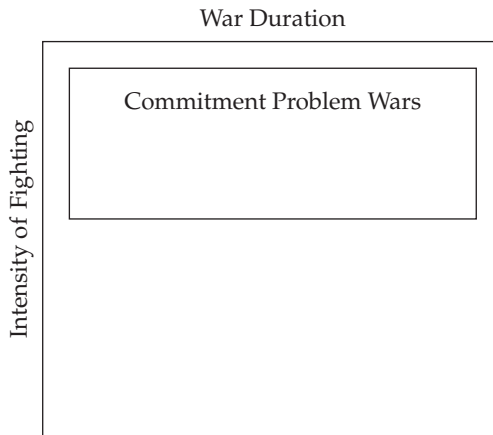 War Duration
Commitment Problem Wars
Intensity of Fighting